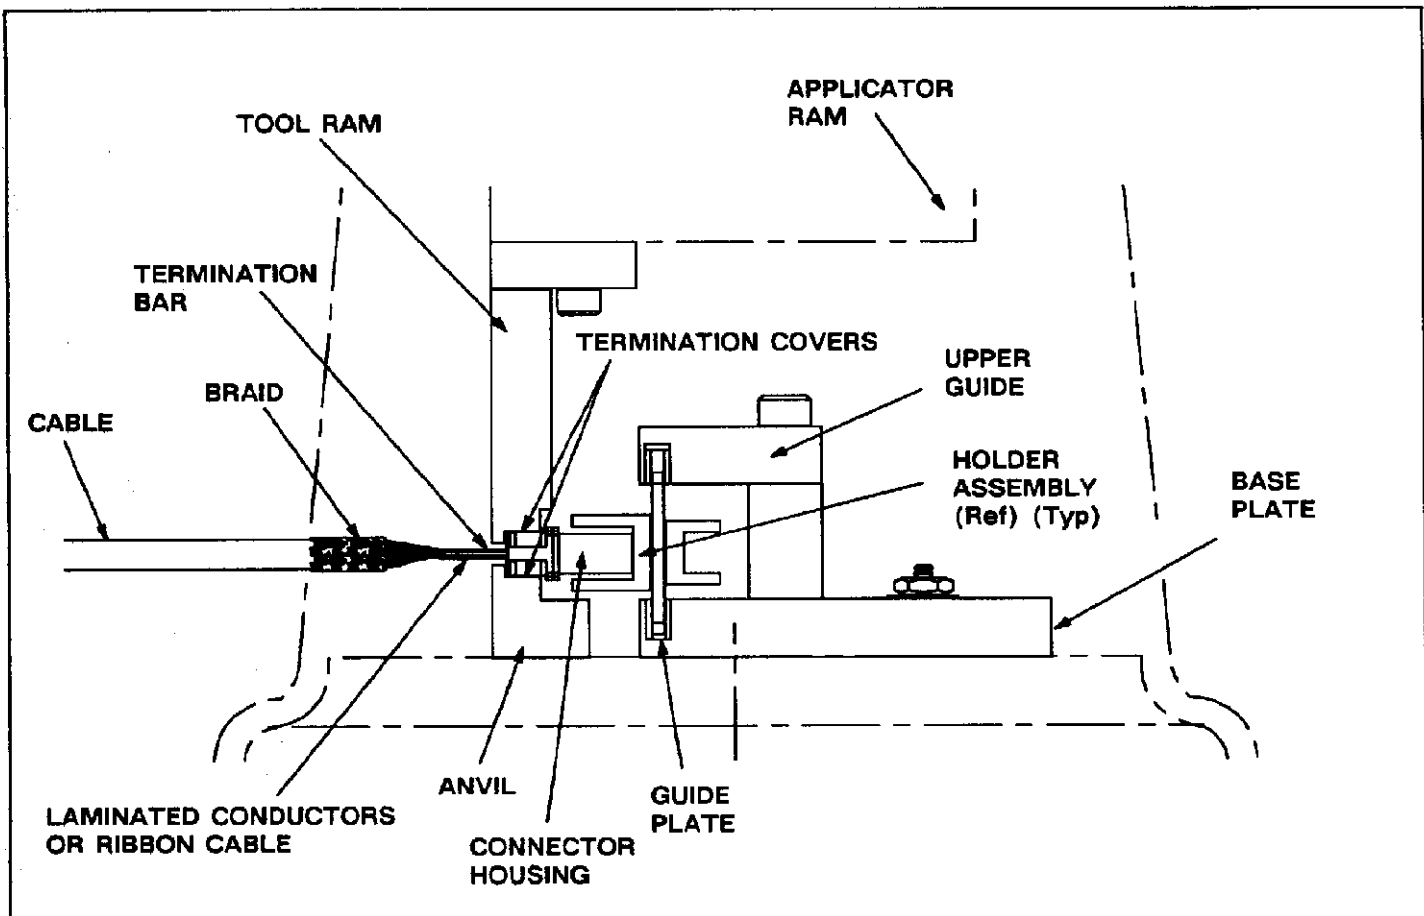 APPLICATOR
RAM
TOOL RAM
TERMINATION
BAR
TERMINATION COVERS
UPPER
GUIDE
BRAID
CABLE
HOLDER
ASSEMBLY
(Ref) (Typ)
BASE
PLATE
ANVIL
GUIDE
PLATE
LAMINATED CONDUCTORS
OR RIBBON CABLE
CONNECTOR
HOUSING